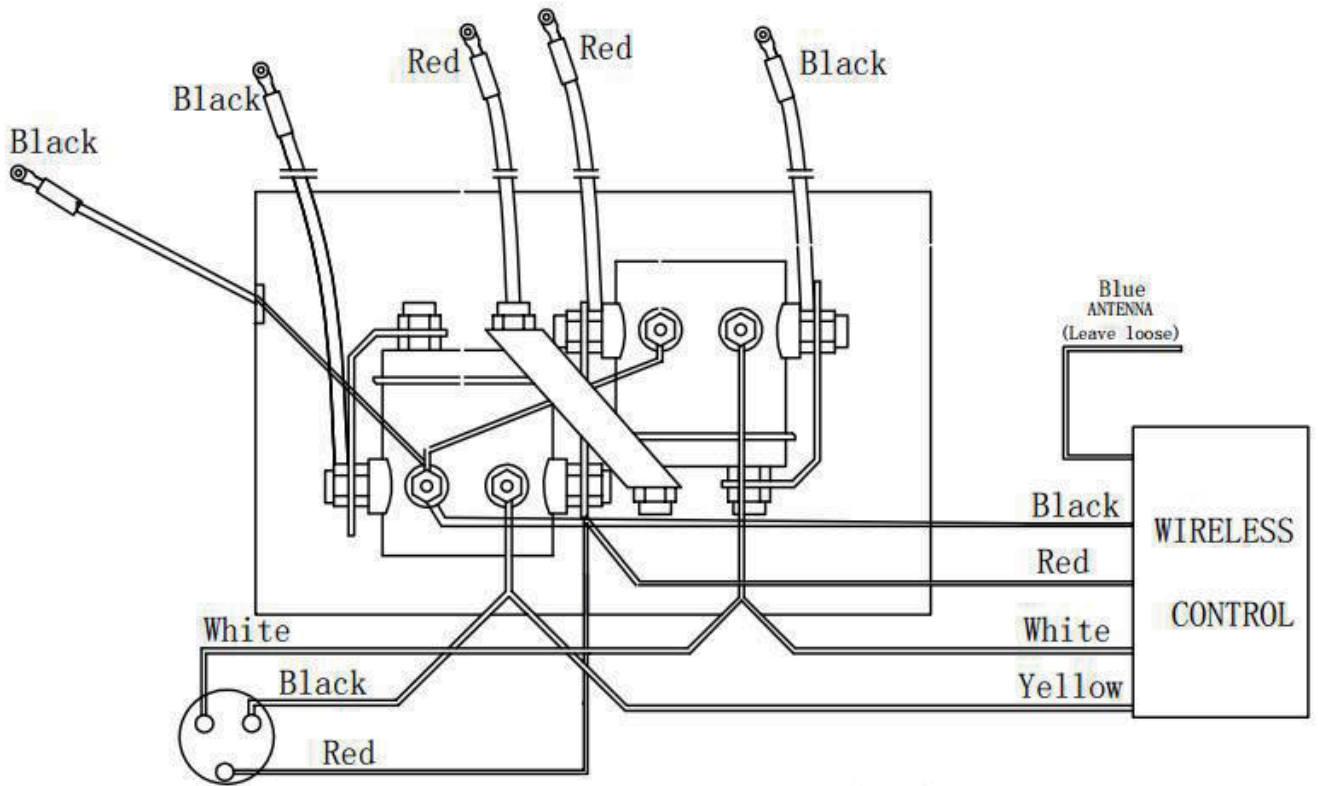 Red
Red
Black
Black
Black
Blue
ANTENNA
(Leave loose)
Black
WIRELESS
Red
CONTROL
White
White
Black
Yellow
Red